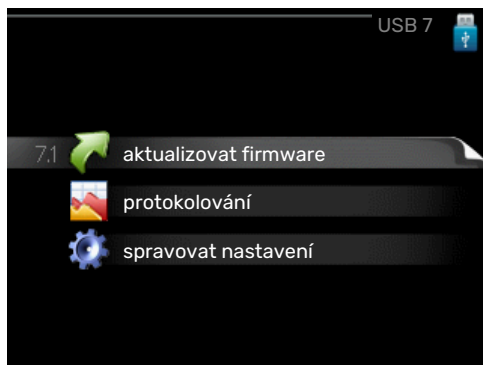 USB 7
7.1 aktualizovat firmware
protokolování
spravovat nastavení